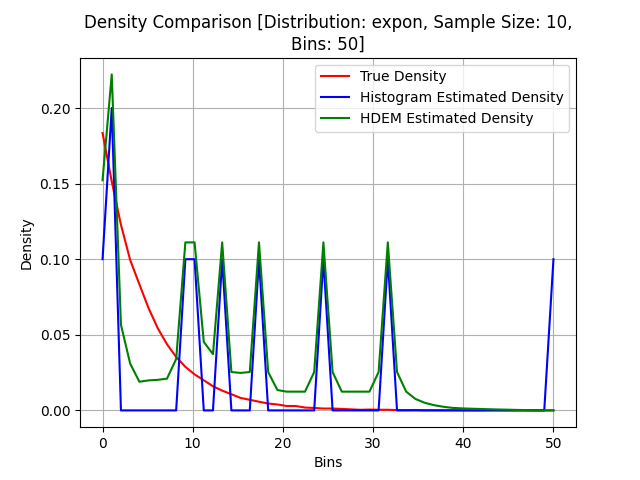 Density Comparison [Distribution: expon, Sample Size: 10,
Bins: 50]
True Density
Histogram Estimated Density
HDEM Estimated Density
Density
0.20
0.15
0.10
0.05
0.00
0
10
20
30
40
50
Bins